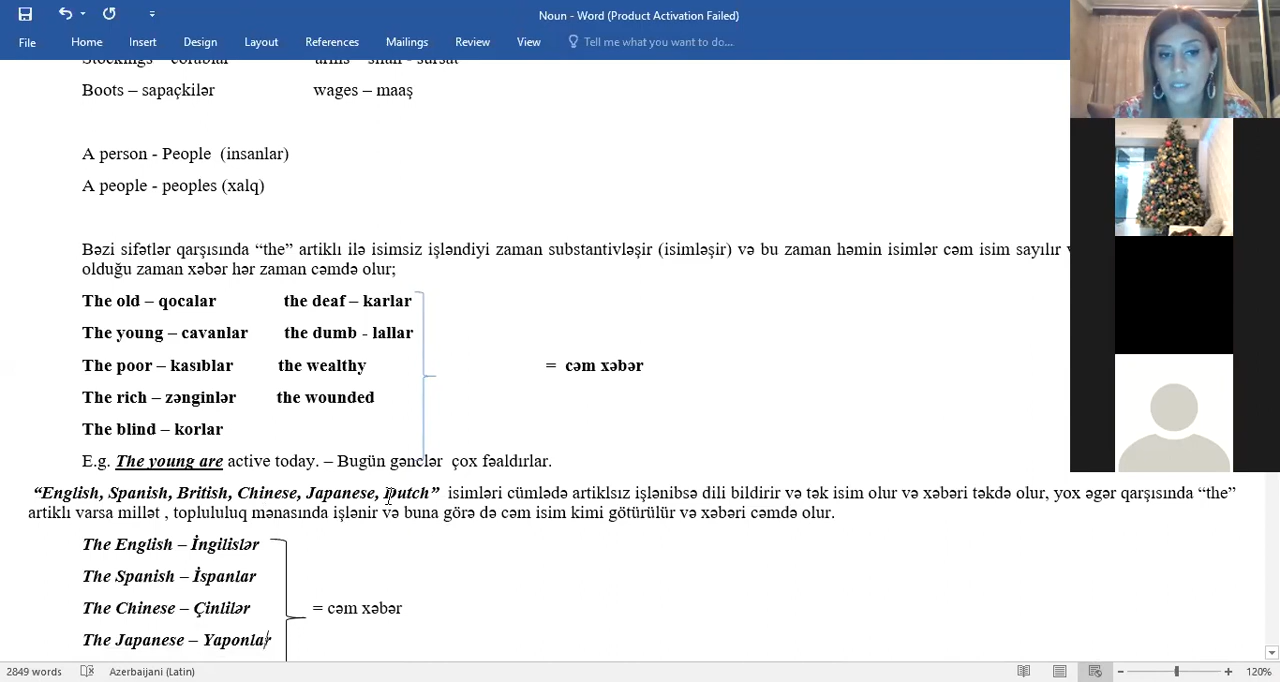 Noun - Word (Product Activation Failed)
File Home Insert Design Layout References Mailings Review View Tell me what you want to do...
Stockings – corablar arms – silah - sursat
Boots – sapaçkilər wages – maaş
A person - People (insanlar)
A people - peoples (xalq)
Bəzi sifətlər qarşısında “the” artiklı ilə isimsiz işləndiyi zaman substantivləşir (isimləşir) və bu zaman həmin isimlər cəm isim sayılır
olduğu zaman xəbər hər zaman cəmdə olur;
The old – qocalar the deaf – karlar
The young – cavanlar the dumb - lallar
The poor – kasıblar the wealthy = cəm xəbər
The rich – zənginlər the wounded
The blind – korlar
E.g. The young are active today. – Bugün gənclər çox fəaldırlar.
“English, Spanish, British, Chinese, Japanese, Dutch” isimləri cümlədə artiklsız işlənibsə dili bildirir və tək isim olur və xəbəri təkdə olur, yox əgər qarşısında “the”
artiklı varsa millət , toplululuq mənasında işlənir və buna görə də cəm isim kimi götürülür və xəbəri cəmdə olur.
The English – İngilislər
The Spanish – İspanlar
The Chinese – Çinlilər = cəm xəbər
The Japanese – Yaponlar
2849 words Azerbaijani (Latin) 120%